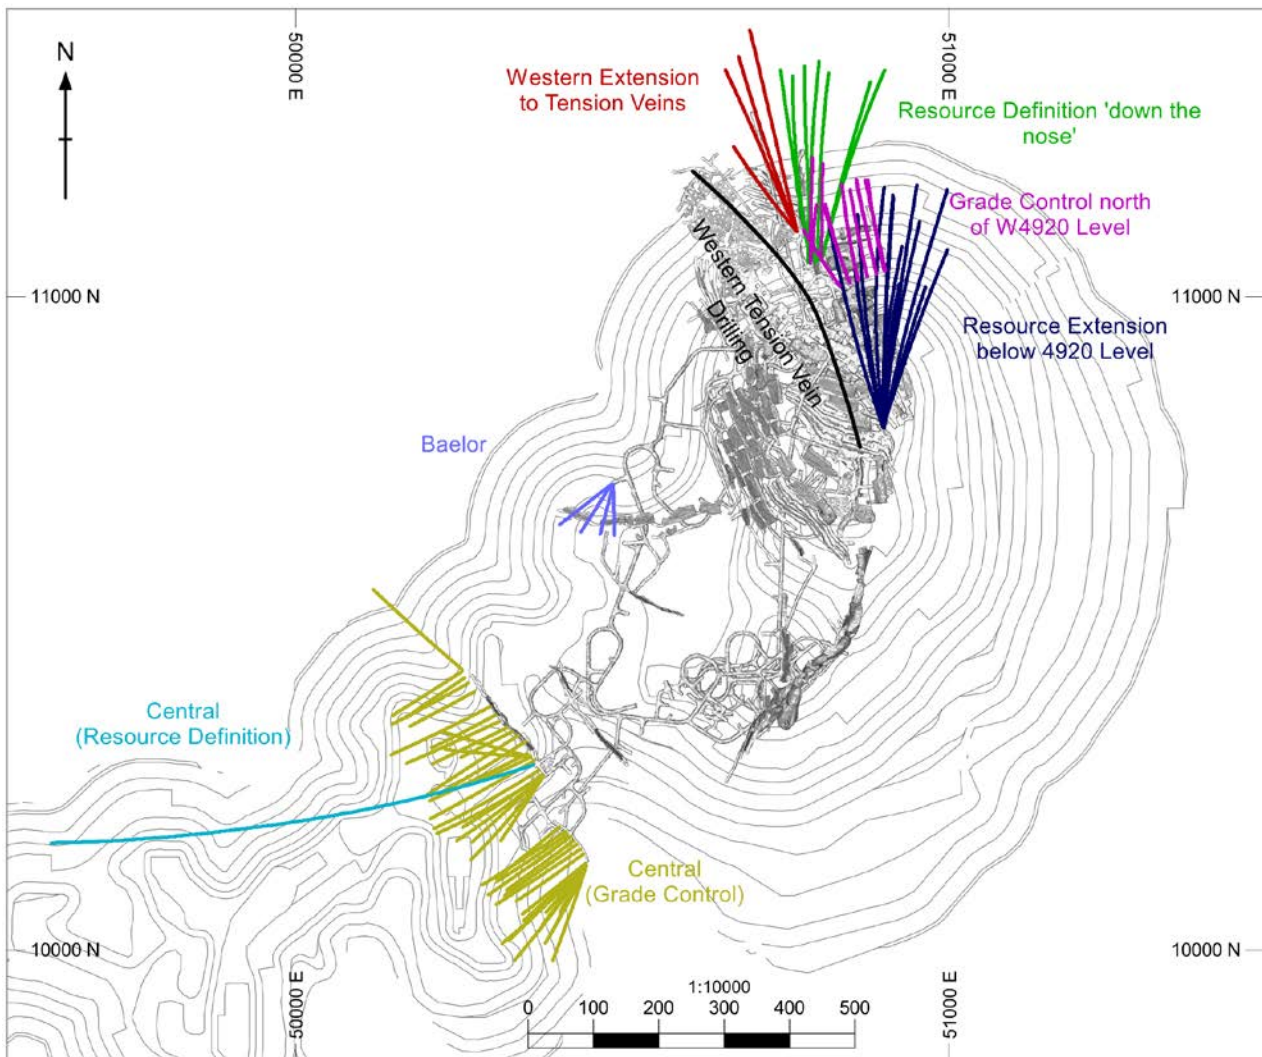 50000 E
51000 E
N
Western Extension
to Tension Veins
Resource Definition 'down the
nose'
Grade Control north
of W4920 Level
11000 N
11000 N
Western Tension Vein
Drilling
Resource Extension
below 4920 Level
Baelor
Central
(Resource Definition)
Central
(Grade Control)
10000 N
10000 N
50000 E
51000 E
1:10000
0 100 200 300 400 500